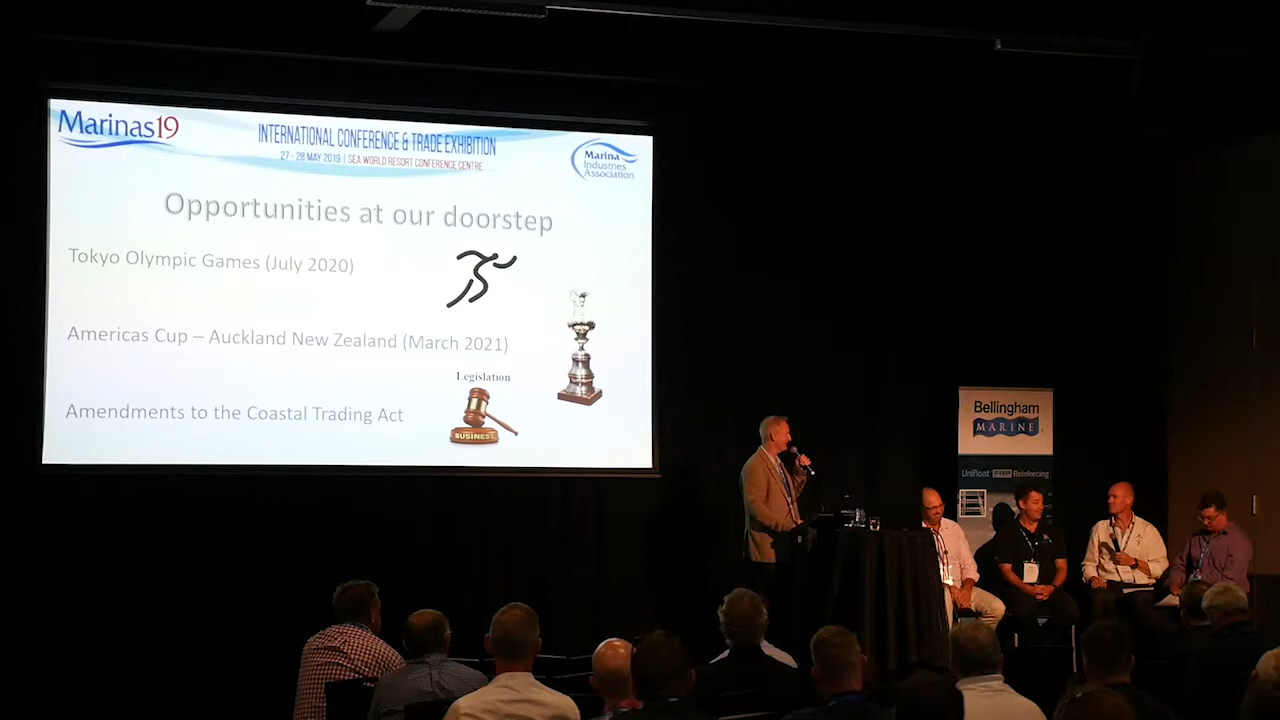 Marinas19
INTERNATIONAL CONFERENCE & TRADE EXHIBITION
27 - 28 MAY 2019 | SEA WORLD RESORT CONFERENCE CENTRE
Marina
Industries
Association
Opportunities at our doorstep
Tokyo Olympic Games (July 2020)
Americas Cup – Auckland New Zealand (March 2021)
Legislation
Amendments to the Coastal Trading Act
BUSINESS
Bellingham
MARINE
Unifloat FRP Reinforcing